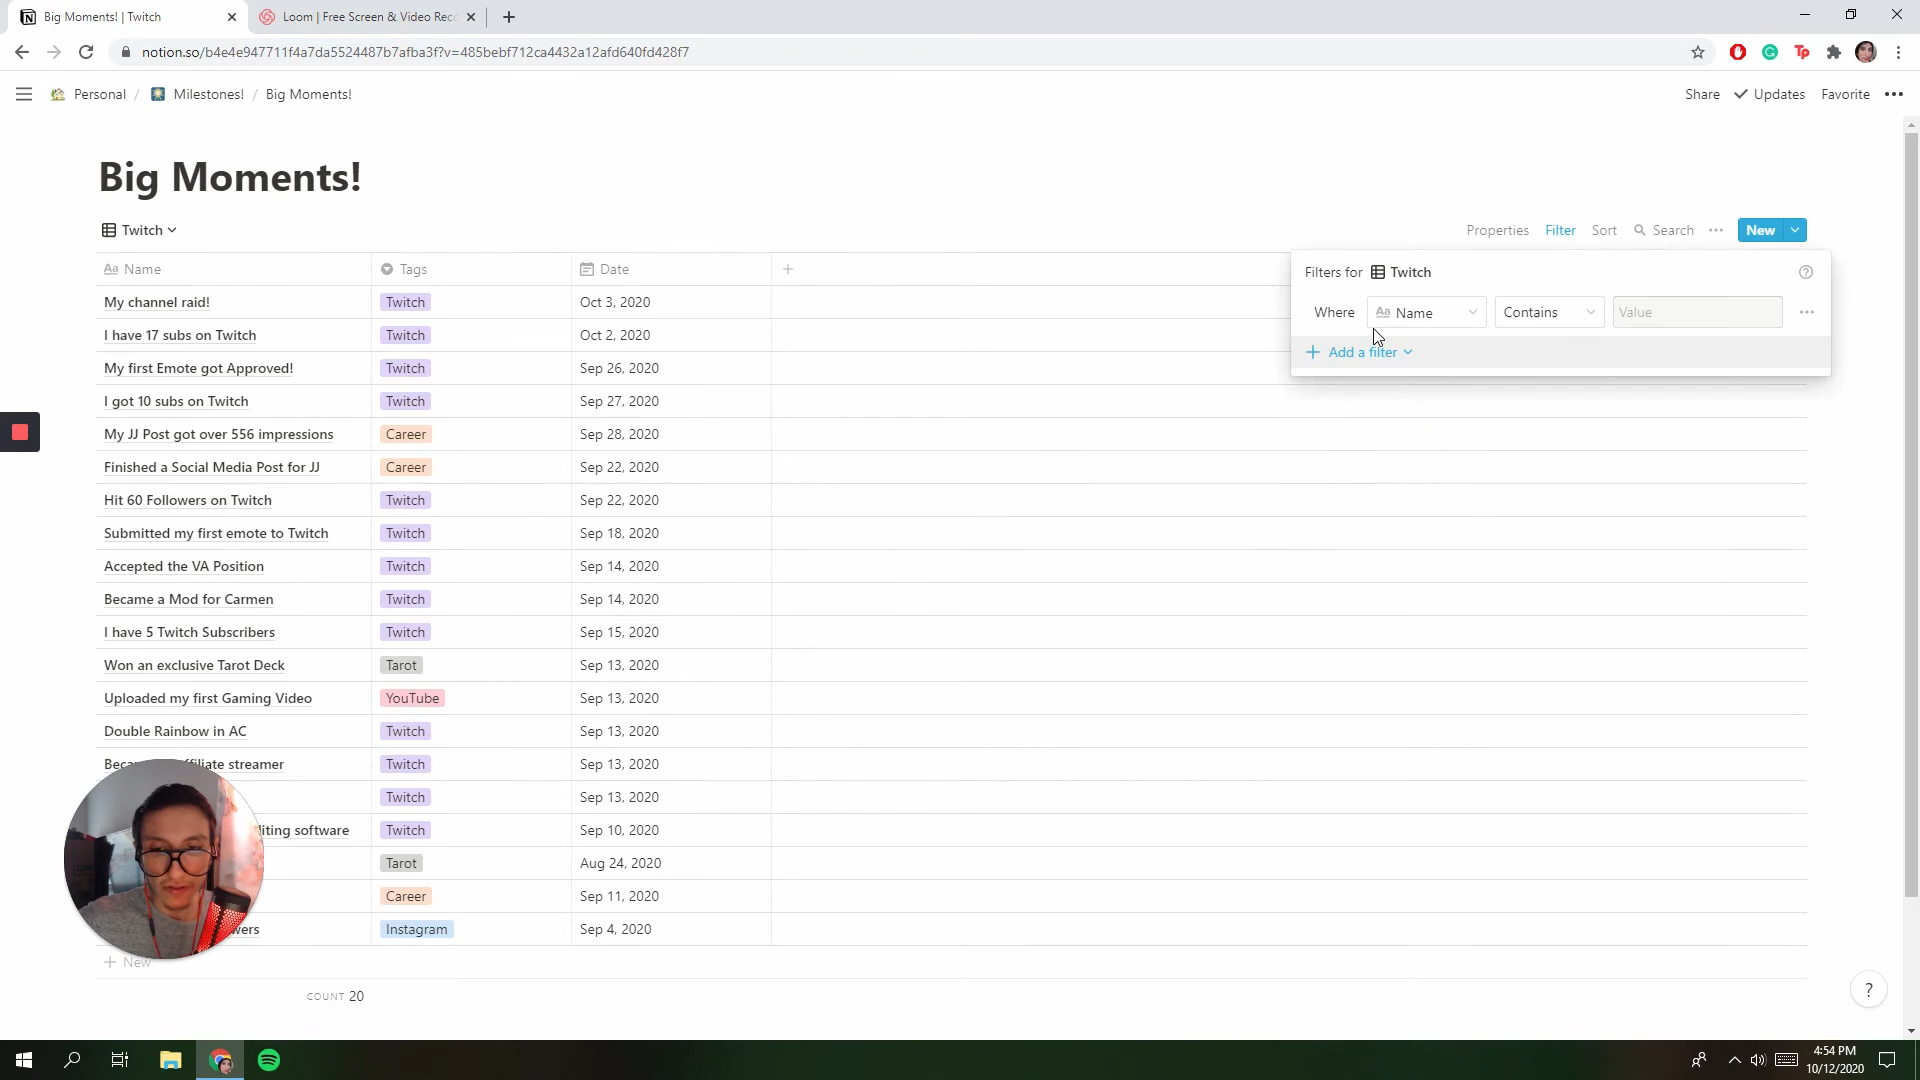 Big Moments! | Twitch
Loom | Free Screen & Video Rec
notion.so/b4e4e947711f4a7da5524487b7afba3f?v=485bebf712ca4432a12afd640fd428f7
Personal / Milestones! / Big Moments!
Share Updates Favorite
Big Moments!
Twitch
Properties Filter Sort Search New
Aa Name Tags Date
Filters for Twitch
Where Aa Name Contains Value
Add a filter
My channel raid! Twitch Oct 3, 2020
I have 17 subs on Twitch Twitch Oct 2, 2020
My first Emote got Approved! Twitch Sep 26, 2020
I got 10 subs on Twitch Twitch Sep 27, 2020
My JJ Post got over 556 impressions Career Sep 28, 2020
Finished a Social Media Post for JJ Career Sep 22, 2020
Hit 60 Followers on Twitch Twitch Sep 22, 2020
Submitted my first emote to Twitch Twitch Sep 18, 2020
Accepted the VA Position Twitch Sep 14, 2020
Became a Mod for Carmen Twitch Sep 14, 2020
I have 5 Twitch Subscribers Twitch Sep 15, 2020
Won an exclusive Tarot Deck Tarot Sep 13, 2020
Uploaded my first Gaming Video YouTube Sep 13, 2020
Double Rainbow in AC Twitch Sep 13, 2020
streamer Twitch Sep 13, 2020
Twitch Sep 13, 2020
software Twitch Sep 10, 2020
Tarot Aug 24, 2020
Career Sep 11, 2020
Instagram Sep 4, 2020
+ New
COUNT 20
?
4:54 PM
10/12/2020